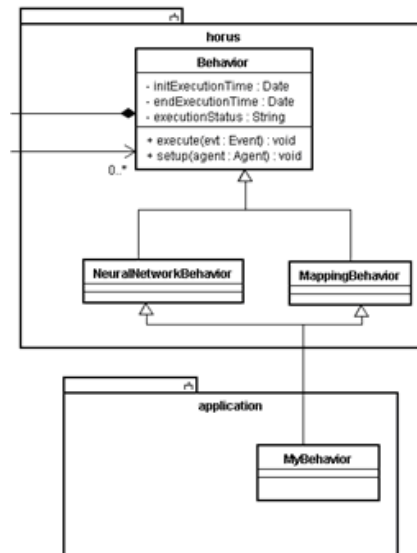 horus
Behavior
- initExecutionTime : Date
- endExecutionTime : Date
- executionStatus : String
+ execute(evt : Event) : void
+ setup(agent : Agent) : void
0..*
NeuralNetworkBehavior
MappingBehavior
application
MyBehavior